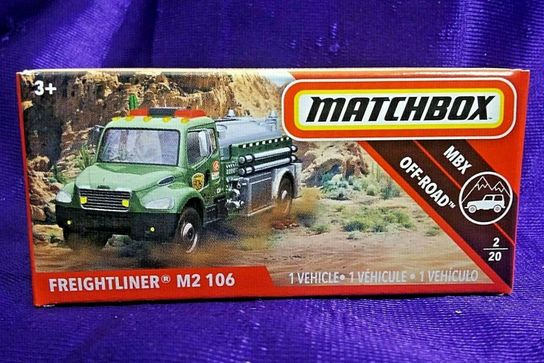 3+
MATCHBOX
MBX
OFF-ROAD™
2
20
FREIGHTLINER® M2 106
1 VEHICLE • 1 VÉHICULE • 1 VEHÍCULO